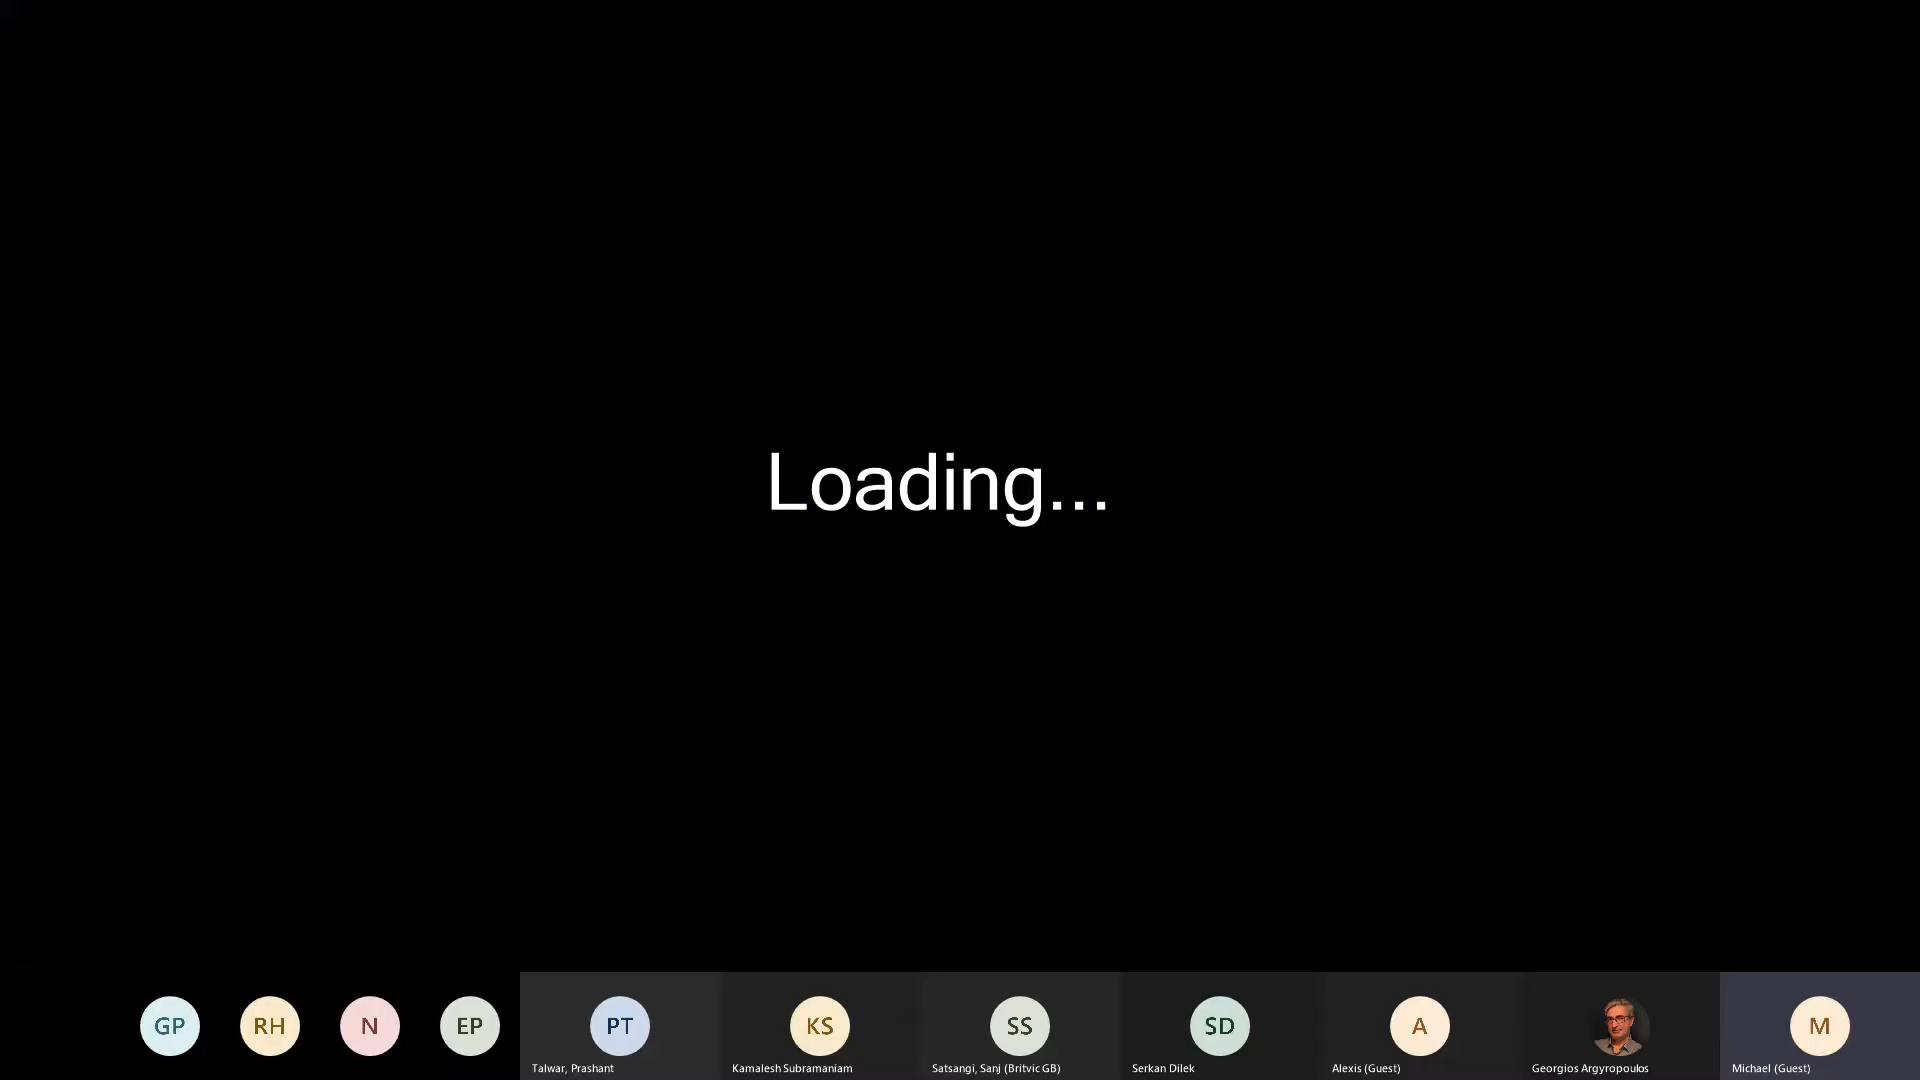 Loading...
GP
RH
N
EP
PT
KS
SS
SD
A
M
Talwar, Prashant
Kamalesh Subramaniam
Satsangi, Sanj (Britvic GB)
Serkan Dilek
Alexis (Guest)
Georgios Argyropoulos
Michael (Guest)